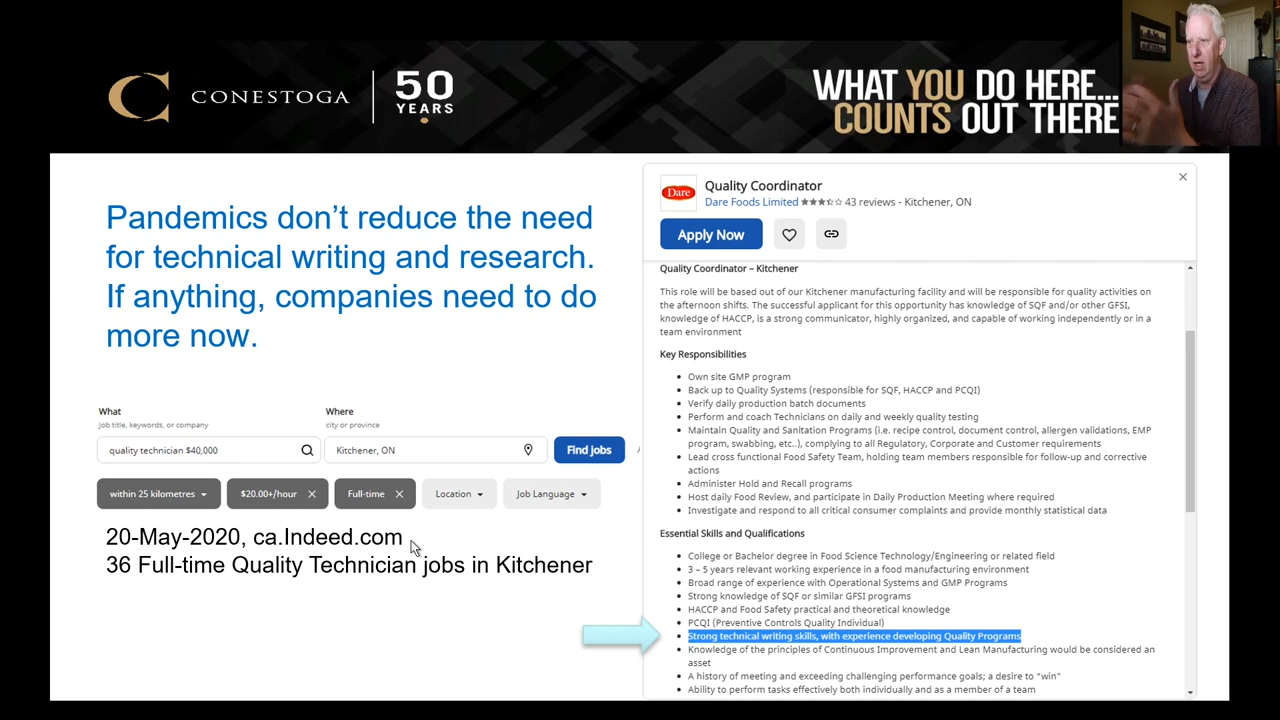 CONESTOGA
50
YEARS
WHAT YOU DO HERE...
COUNTS OUT THERE
Pandemics don’t reduce the need
for technical writing and research.
If anything, companies need to do
more now.
What
Job title, keywords, or company
Where
city or province
quality technician $40,000
Kitchener, ON
Find jobs
within 25 kilometres
$20.00+/hour
Full-time
Location
Job Language
20-May-2020, ca.Indeed.com
36 Full-time Quality Technician jobs in Kitchener
Dare
Quality Coordinator
Dare Foods Limited 43 reviews - Kitchener, ON
Apply Now
Quality Coordinator – Kitchener
This role will be based out of our Kitchener manufacturing facility and will be responsible for quality activities on
the afternoon shifts. The successful applicant for this opportunity has knowledge of SQF and/or other GFSI,
knowledge of HACCP, is a strong communicator, highly organized, and capable of working independently or in a
team environment
Key Responsibilities
• Own site GMP program
• Back up to Quality Systems (responsible for SQF, HACCP and PCQI)
• Verify daily production batch documents
• Perform and coach Technicians on daily and weekly quality testing
• Maintain Quality and Sanitation Programs (i.e. recipe control, document control, allergen validations, EMP
program, swabbing, etc..), complying to all Regulatory, Corporate and Customer requirements
• Lead cross functional Food Safety Team, holding team members responsible for follow-up and corrective
actions
• Administer Hold and Recall programs
• Host daily Food Review, and participate in Daily Production Meeting where required
• Investigate and respond to all critical consumer complaints and provide monthly statistical data
Essential Skills and Qualifications
• College or Bachelor degree in Food Science Technology/Engineering or related field
• 3 – 5 years relevant working experience in a food manufacturing environment
• Broad range of experience with Operational Systems and GMP Programs
• Strong knowledge of SQF or similar GFSI programs
• HACCP and Food Safety practical and theoretical knowledge
• PCQI (Preventive Controls Quality Individual)
• Strong technical writing skills, with experience developing Quality Programs
• Knowledge of the principles of Continuous Improvement and Lean Manufacturing would be considered an
asset
• A history of meeting and exceeding challenging performance goals; a desire to “win”
• Ability to perform tasks effectively both individually and as a member of a team